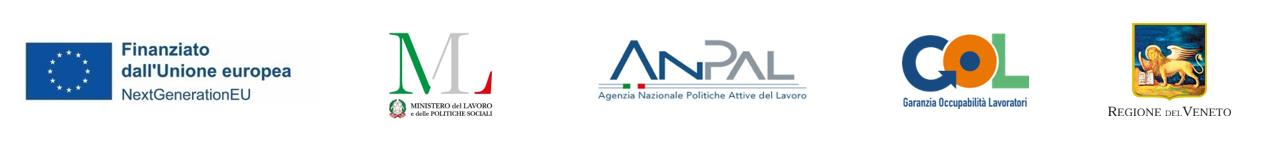 Finanziato
dall'Unione europea
NextGenerationEU
ML
MINISTERO del LAVORO
e delle POLITICHE SOCIALI
ANPAL
Agenzia Nazionale Politiche Attive del Lavoro
GOL
Garanzia Occupabilità Lavoratori
REGIONE DEL VENETO